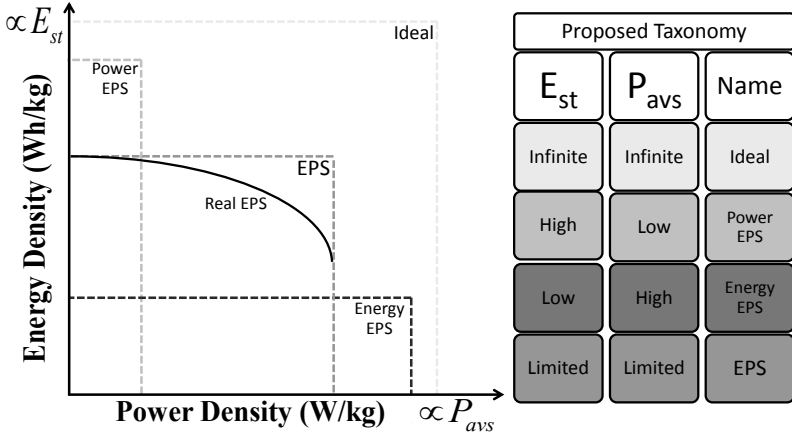 ∝E_st
Ideal
Power
EPS
EPS
Real EPS
Energy
EPS
Energy Density (Wh/kg)
Power Density (W/kg)
∝P_avs
Proposed Taxonomy
E_st P_avs Name
Infinite Infinite Ideal
High Low Power
EPS
Low High Energy
EPS
Limited Limited EPS